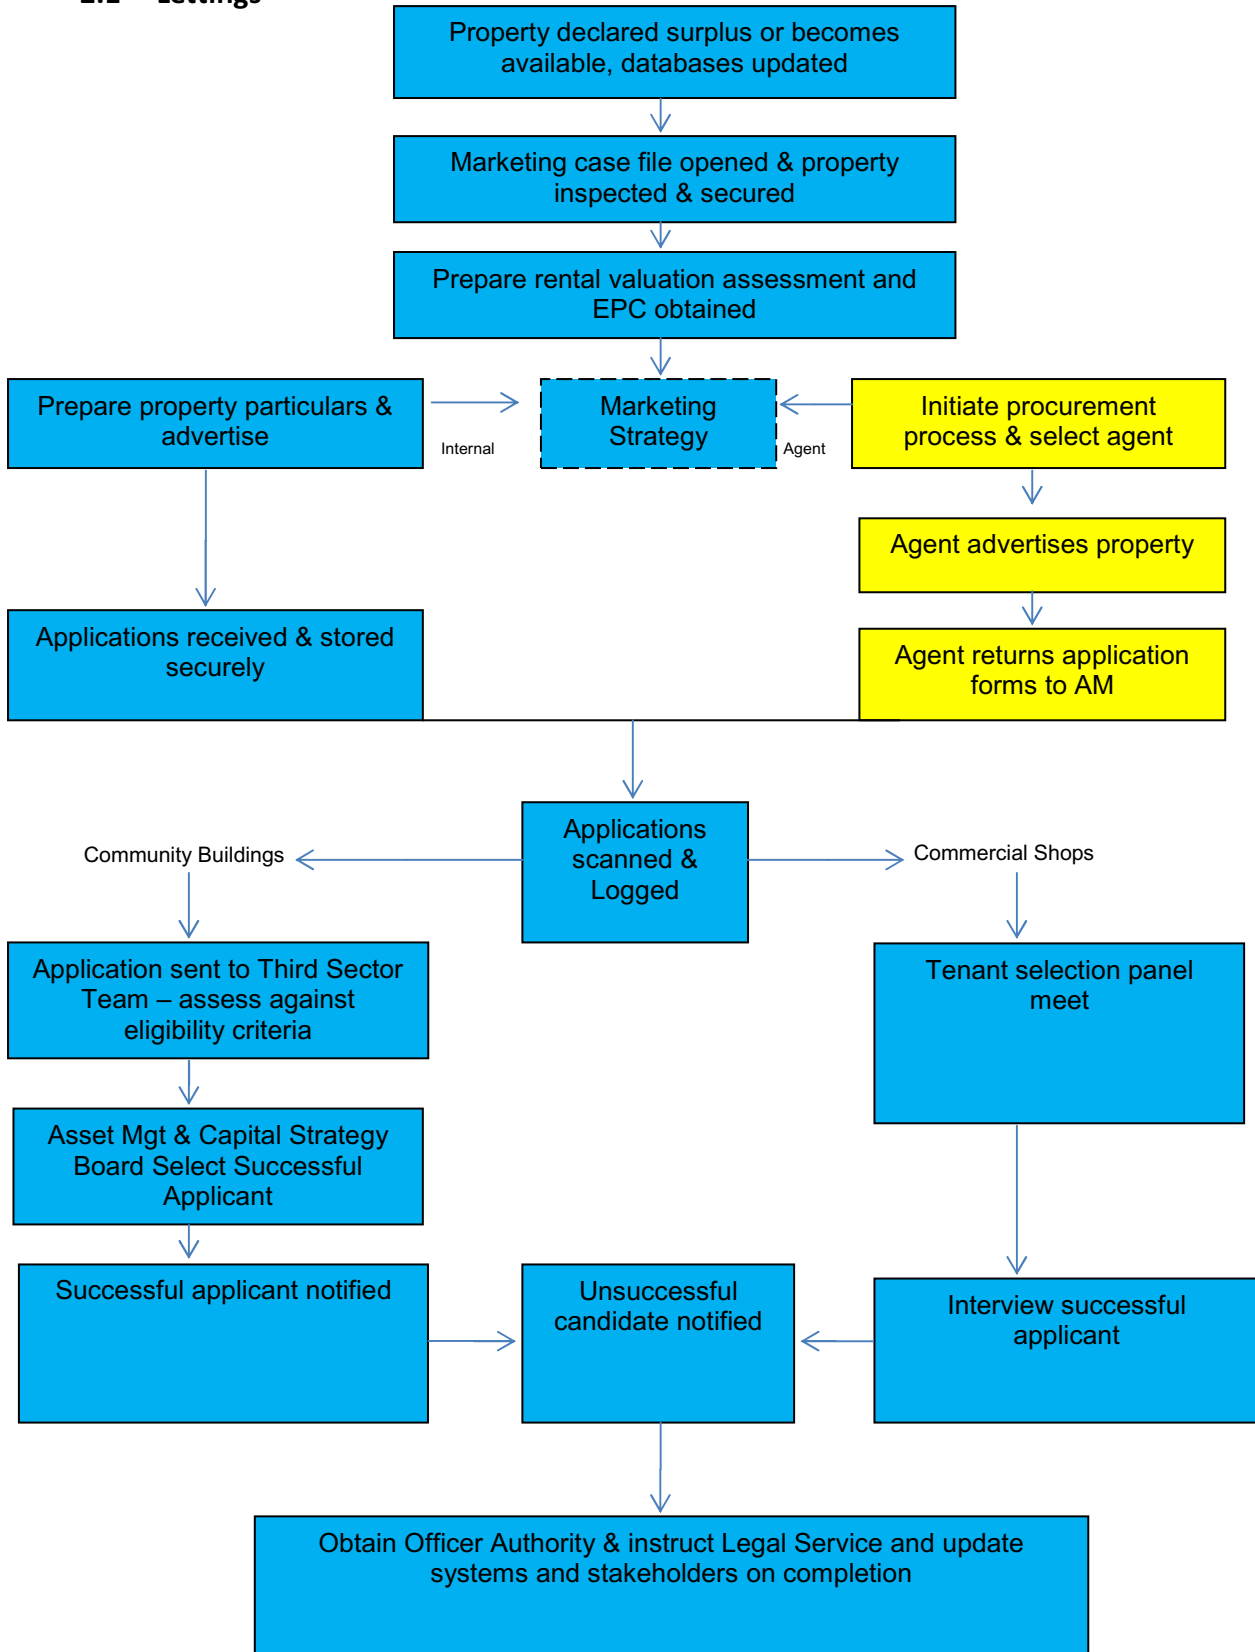 Lettings
Property declared surplus or becomes
available, databases updated
Marketing case file opened & property
inspected & secured
Prepare rental valuation assessment and
EPC obtained
Prepare property particulars &
advertise
Internal
Marketing
Strategy
Agent
Initiate procurement
process & select agent
Agent advertises property
Applications received & stored
securely
Agent returns application
forms to AM
Applications
scanned &
Logged
Community Buildings
Commercial Shops
Application sent to Third Sector
Team – assess against
eligibility criteria
Tenant selection panel
meet
Asset Mgt & Capital Strategy
Board Select Successful
Applicant
Successful applicant notified
Unsuccessful
candidate notified
Interview successful
applicant
Obtain Officer Authority & instruct Legal Service and update
systems and stakeholders on completion